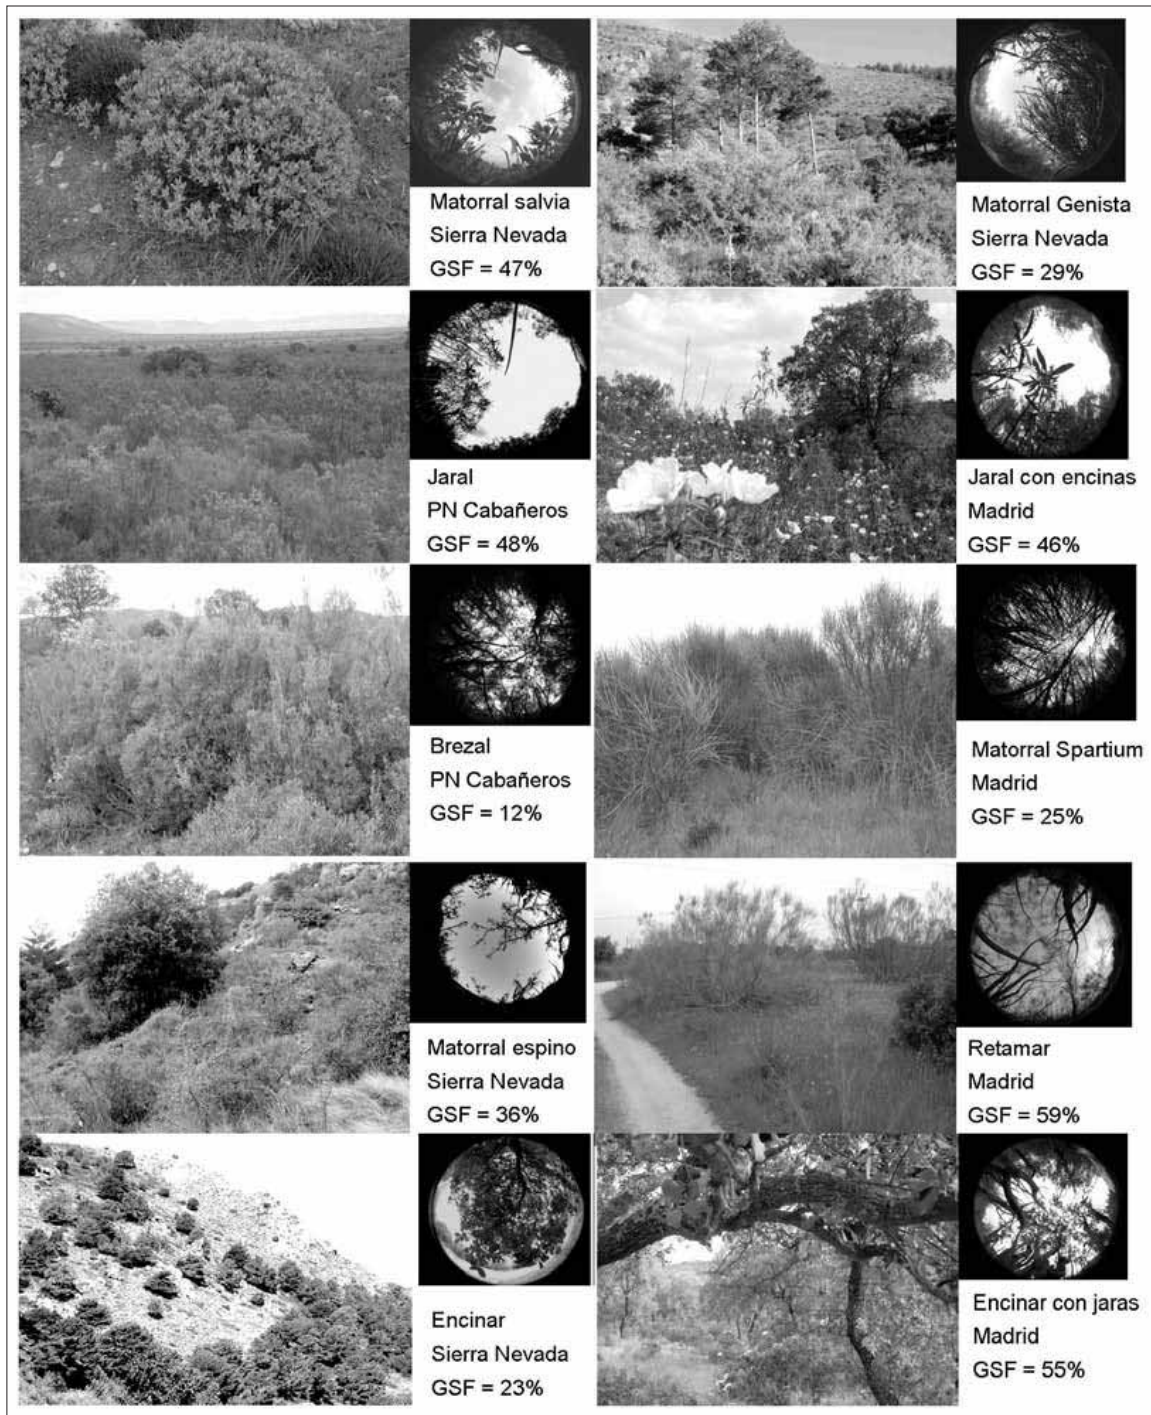 Matorral salvia
Sierra Nevada
GSF = 47%
Matorral Genista
Sierra Nevada
GSF = 29%
Jaral
PN Cabañeros
GSF = 48%
Jaral con encinas
Madrid
GSF = 46%
Brezal
PN Cabañeros
GSF = 12%
Matorral Spartium
Madrid
GSF = 25%
Matorral espino
Sierra Nevada
GSF = 36%
Retamar
Madrid
GSF = 59%
Encinar
Sierra Nevada
GSF = 23%
Encinar con jaras
Madrid
GSF = 55%